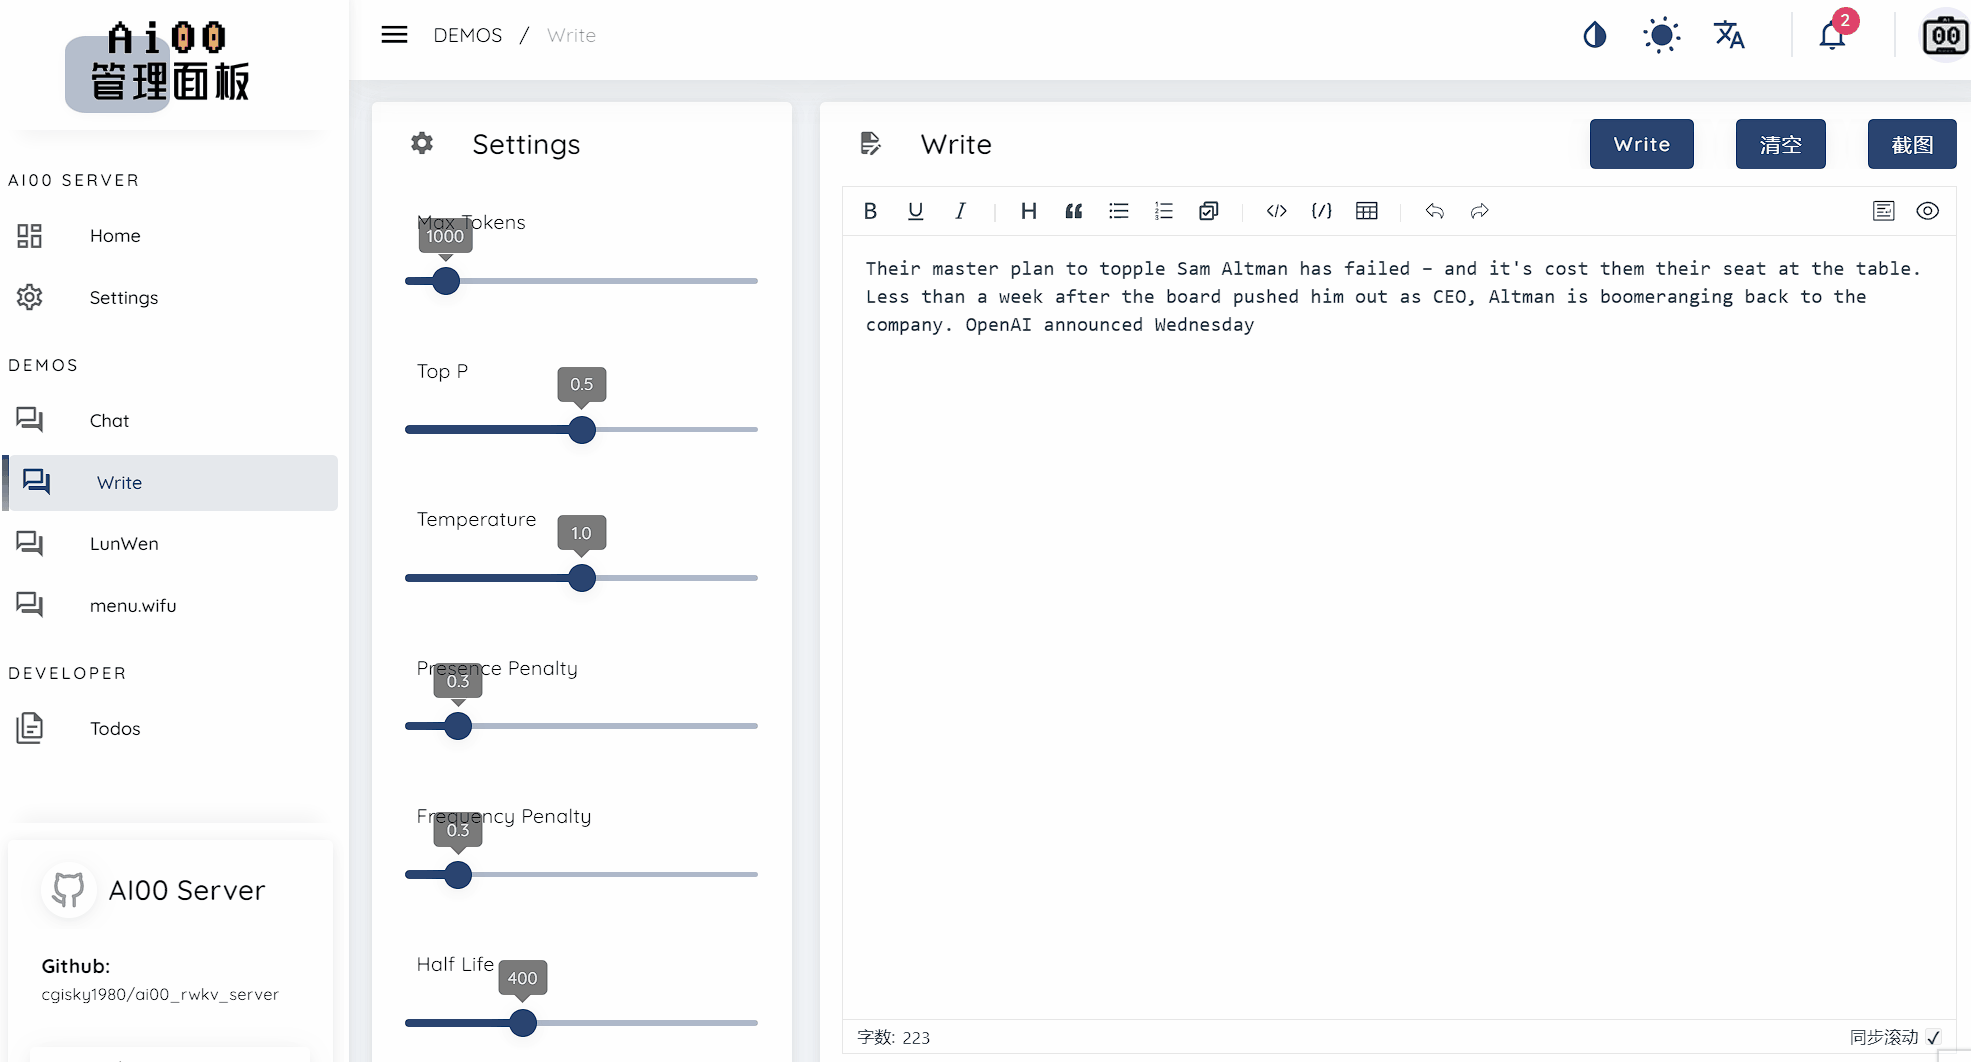 Ai00
管理面板
AI00 SERVER
Home
Settings
DEMOS
Chat
Write
LunWen
menu.wifu
DEVELOPER
Todos
AI00 Server
Github:
cgisky1980/ai00_rwkv_server
DEMOS / Write
2
00
Settings
Max Tokens
1000
Top P
0.5
Temperature
1.0
Presence Penalty
0.3
Frequency Penalty
0.3
Half Life
400
Write
Write
清空
截图
Their master plan to topple Sam Altman has failed – and it's cost them their seat at the table.
Less than a week after the board pushed him out as CEO, Altman is boomeranging back to the
company. OpenAI announced Wednesday
字数: 223
同步滚动